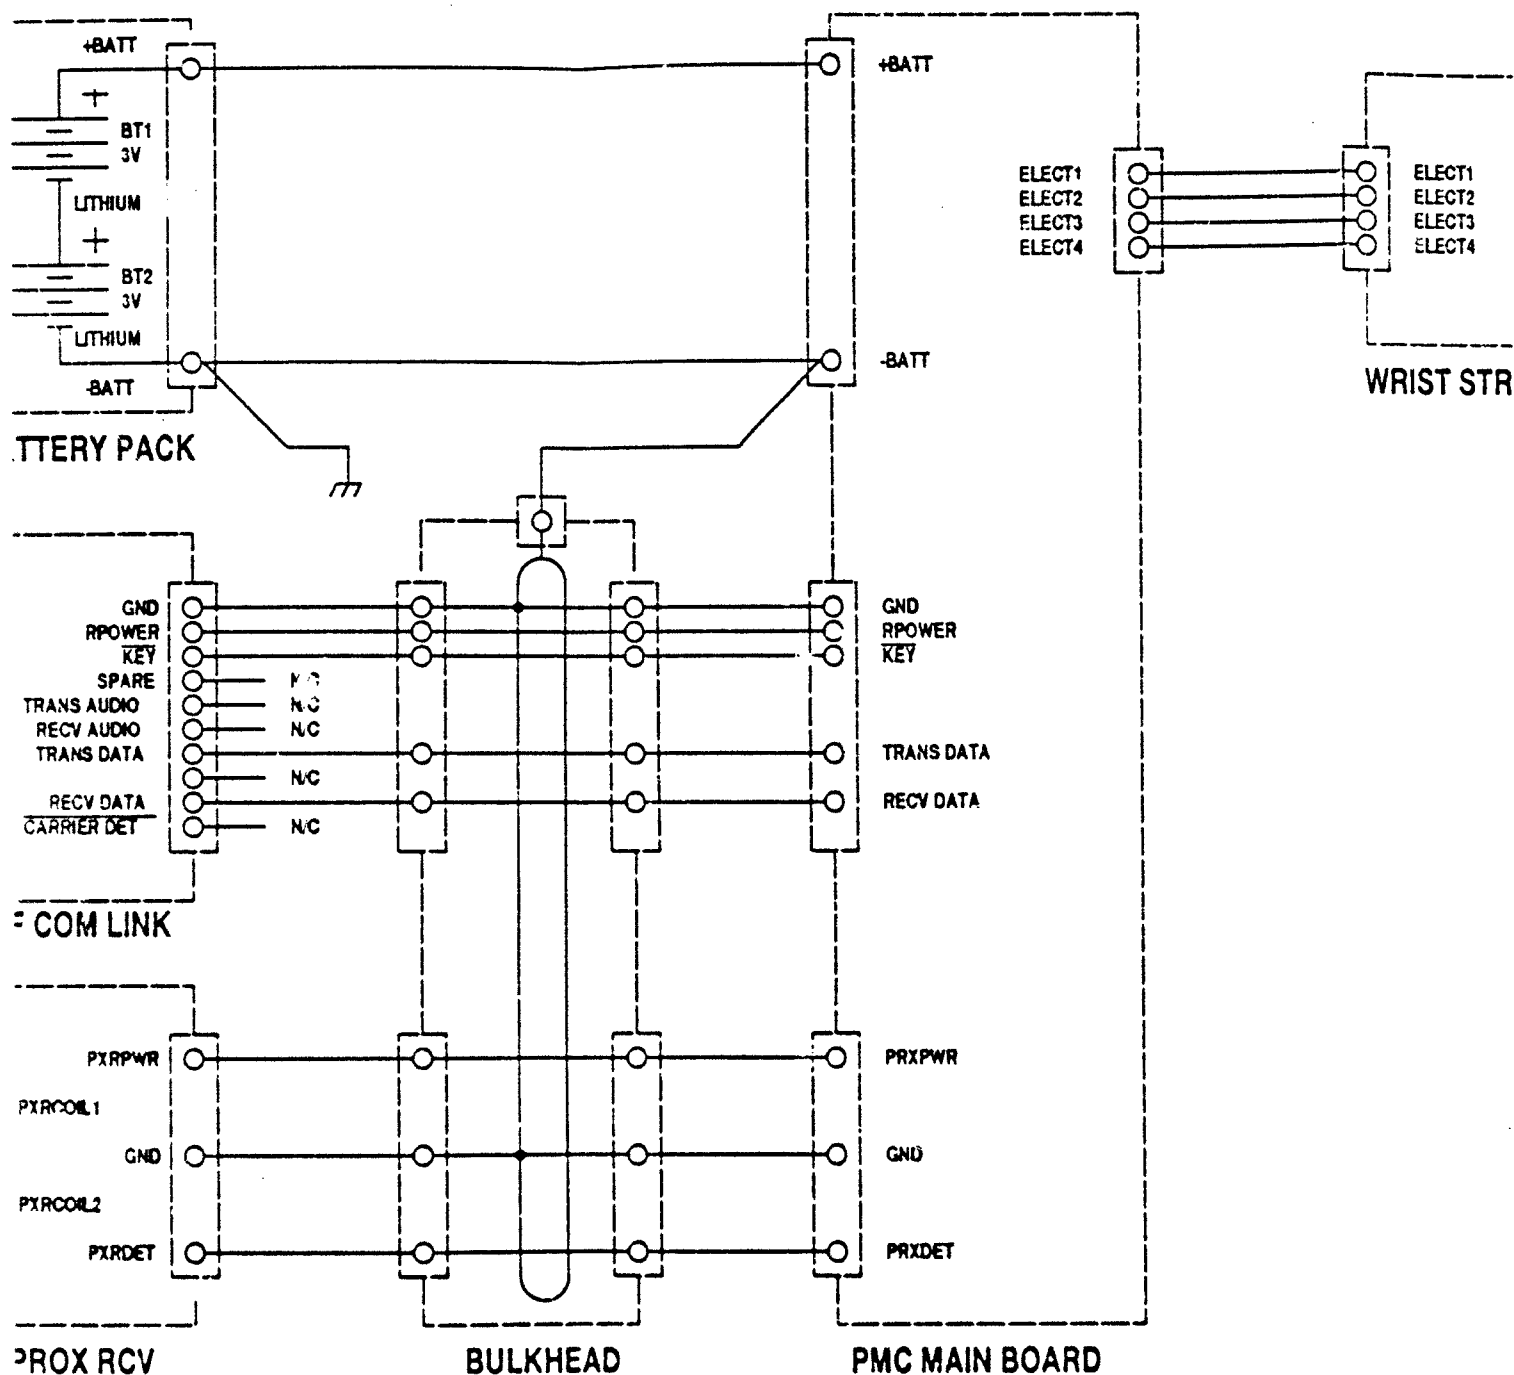 +BATT
+
BT1
3V
LITHIUM
+
BT2
3V
LITHIUM
-BATT
TTERY PACK
+BATT
-BATT
ELECT1
ELECT2
ELECT3
ELECT4
ELECT1
ELECT2
ELECT3
ELECT4
WRIST STR
GND
RPOWER
KEY
SPARE
TRANS AUDIO
N/C
RECV AUDIO
N/C
TRANS DATA
N/C
RECV DATA
CARRIER DET
N/C
COM LINK
GND
RPOWER
KEY
TRANS DATA
RECV DATA
PXRPWR
PXRCOIL1
GND
PXRCOIL2
PXRDET
PROX RCV
BULKHEAD
PRXPWR
GND
PRXDET
PMC MAIN BOARD